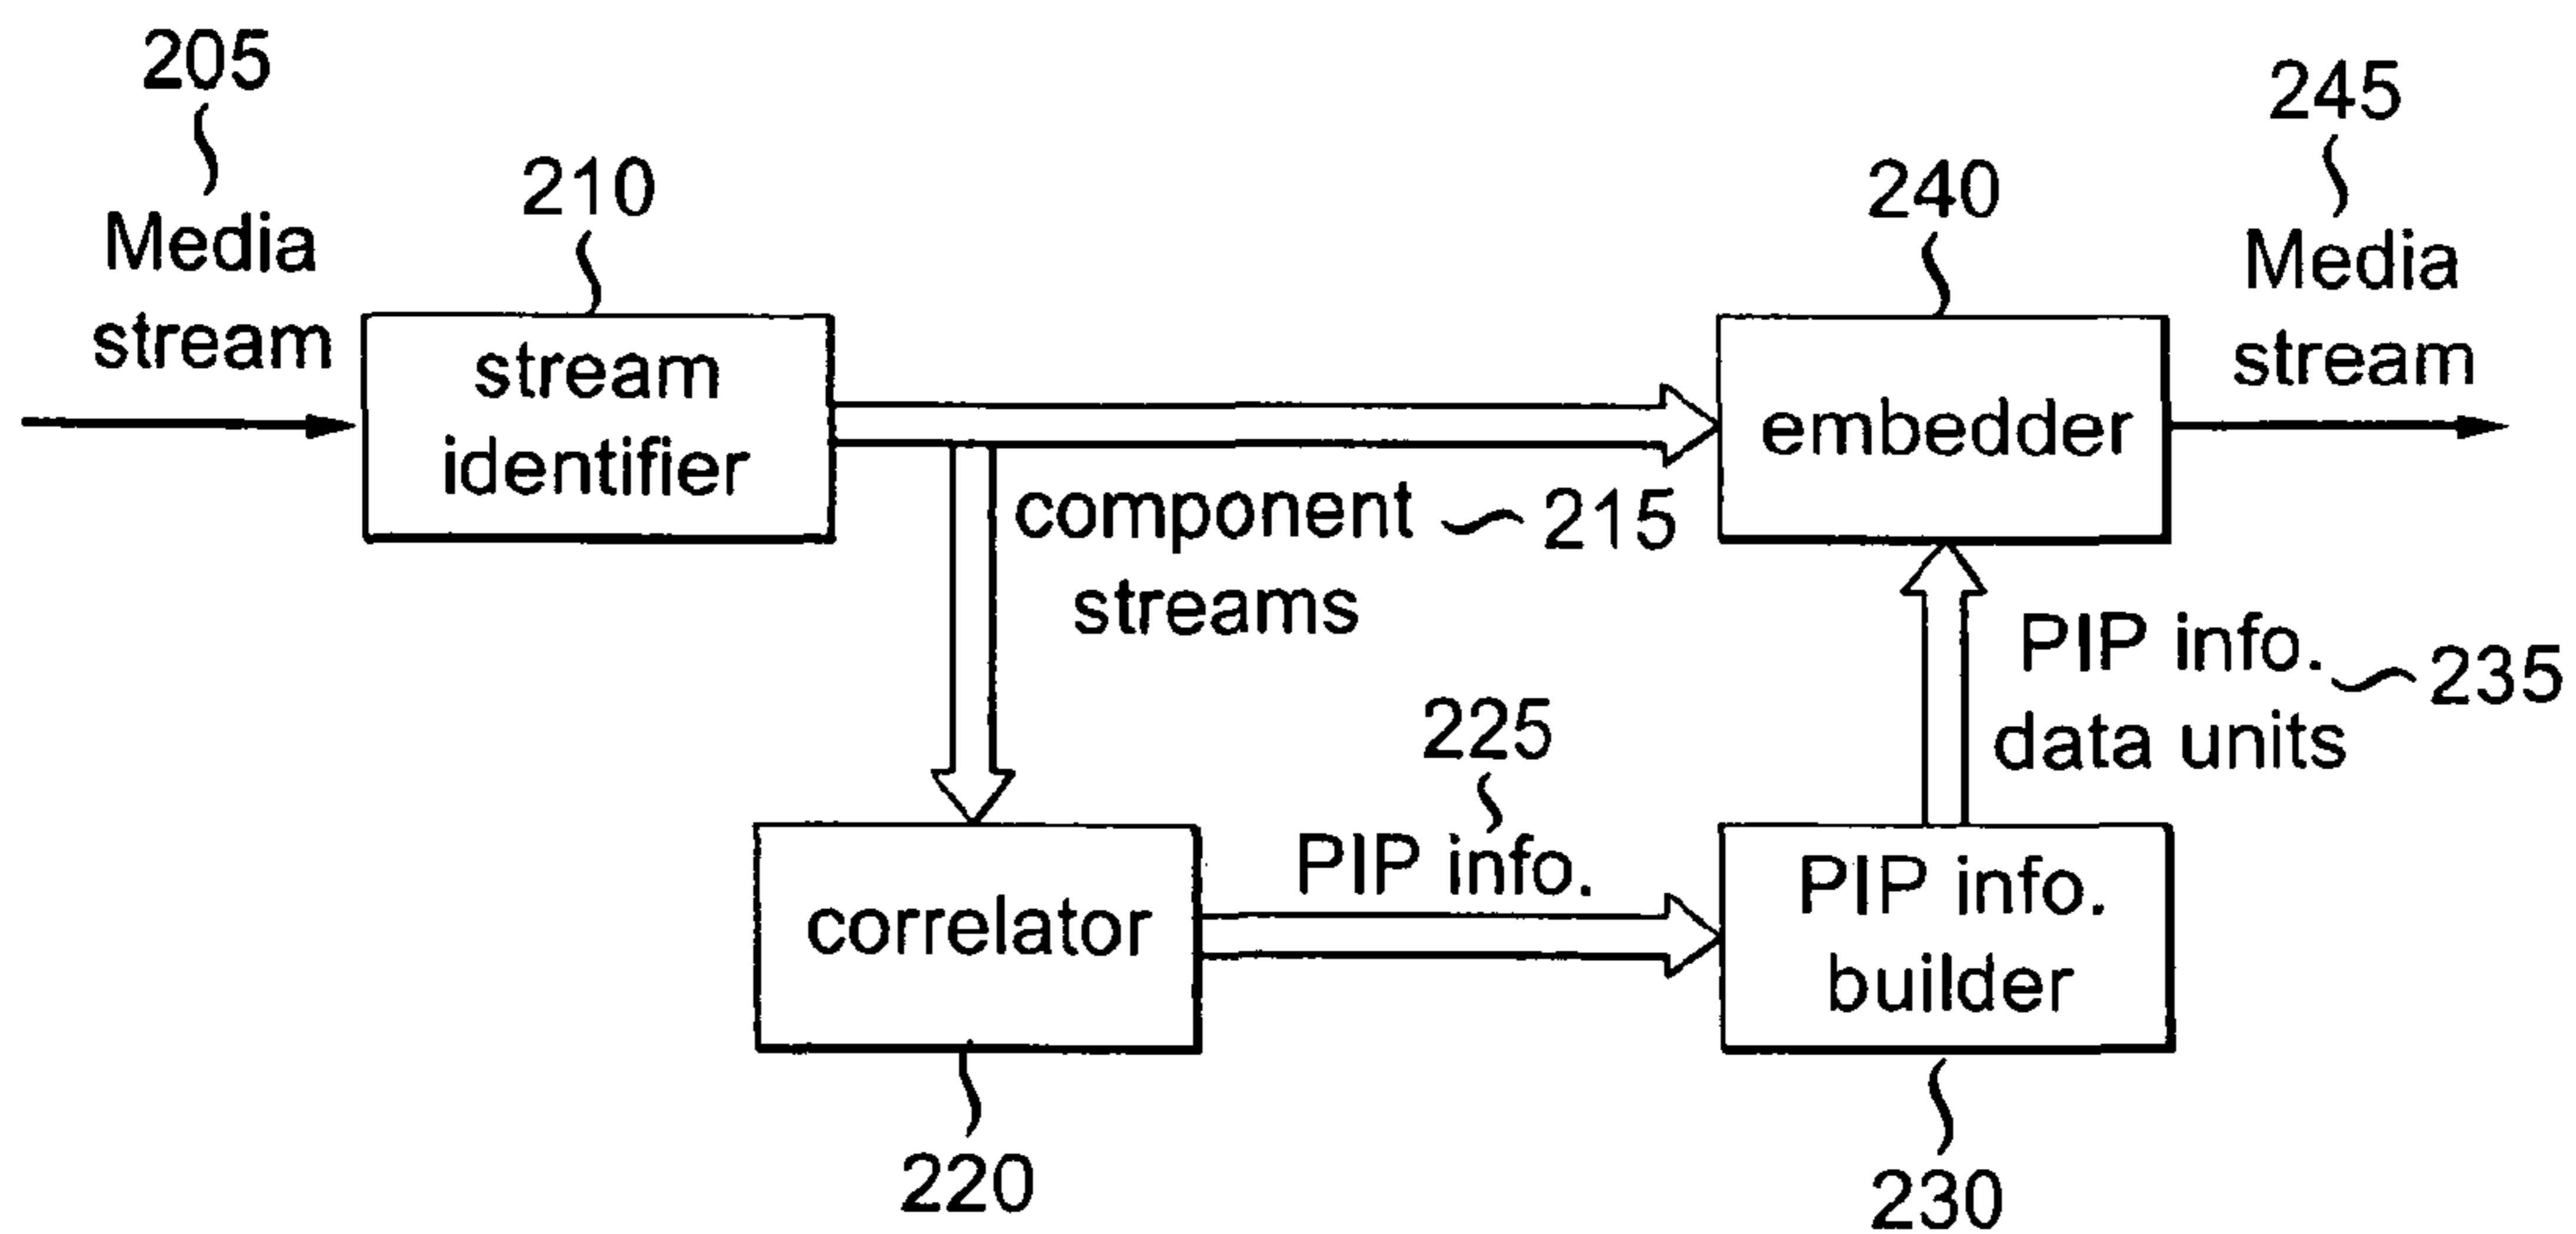 205
Media
stream
210
stream
identifier
240
embedder
245
Media
stream
component
streams
215
PIP info.
data units
235
225
PIP info.
correlator
220
PIP info.
builder
230